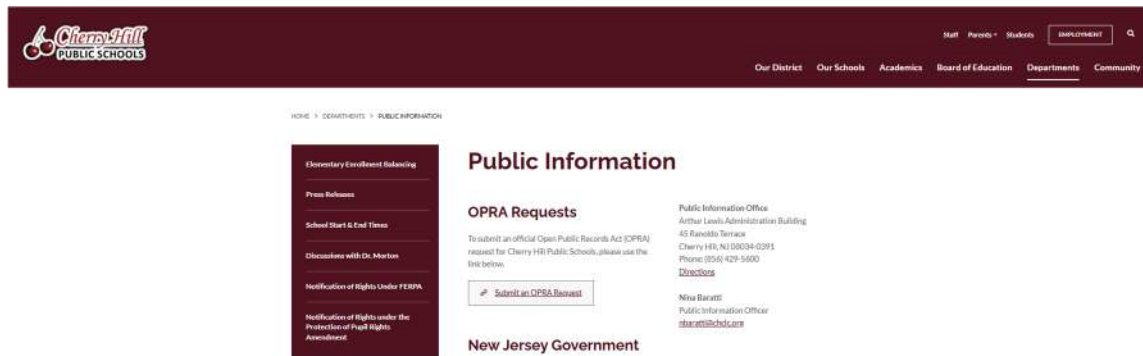 Cherry Hill
PUBLIC SCHOOLS
Staff Parents Students EMPLOYMENT
Our District Our Schools Academics Board of Education Departments Community
HOME > DEPARTMENTS > PUBLIC INFORMATION
Elementary Enrollment Balancing
Press Releases
School Start & End Times
Discussions with Dr. Morton
Notification of Rights Under FERPA
Notification of Rights under the
Protection of Pupil Rights
Amendment
Public Information
OPRA Requests
To submit an official Open Public Records Act (OPRA)
request for Cherry Hill Public Schools, please use the
link below.
Submit an OPRA Request
New Jersey Government
Public Information Office
Arthur Lewis Administration Building
45 Ranoldo Terrace
Cherry Hill, NJ 08034-0391
Phone: (856) 429-5600
Directions
Nina Baratti
Public Information Officer
nbaratti@chclc.org